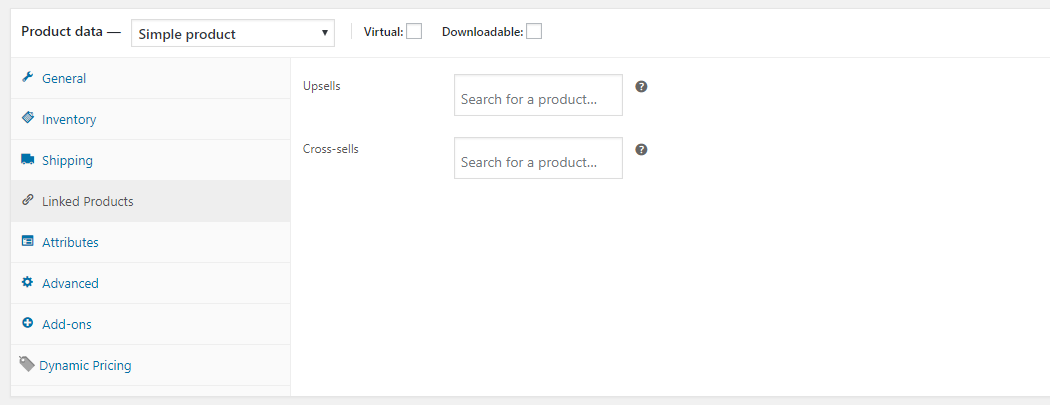 Product data — Simple product Virtual: Downloadable:
General
Inventory
Shipping
Linked Products
Attributes
Advanced
Add-ons
Dynamic Pricing
Upsells Search for a product...
Cross-sells Search for a product...